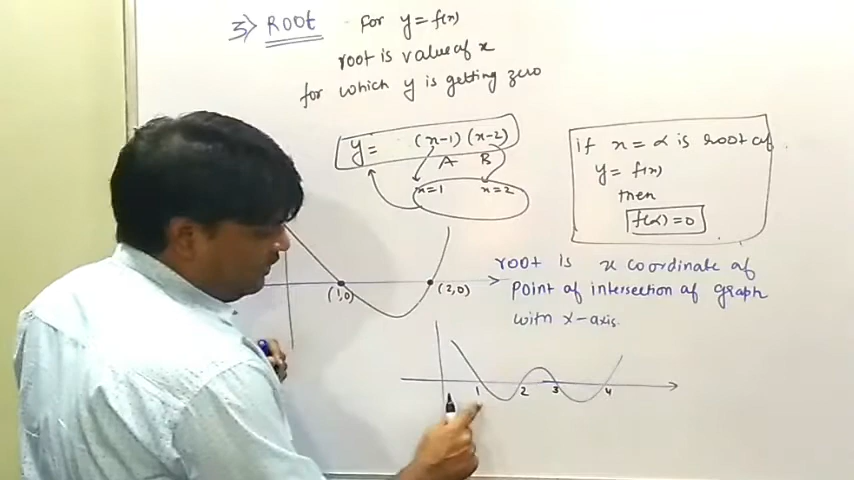 3> ROOT for y=f(x)
root is value of x
for which y is getting zero
y= (x-1) (x-2)
A B
x=1 x=2
if x=α is root of
y=f(x)
then
f(α)=0
(1,0) (2,0)
root is x coordinate of
point of intersection of graph
with x-axis.
1 2 3 4